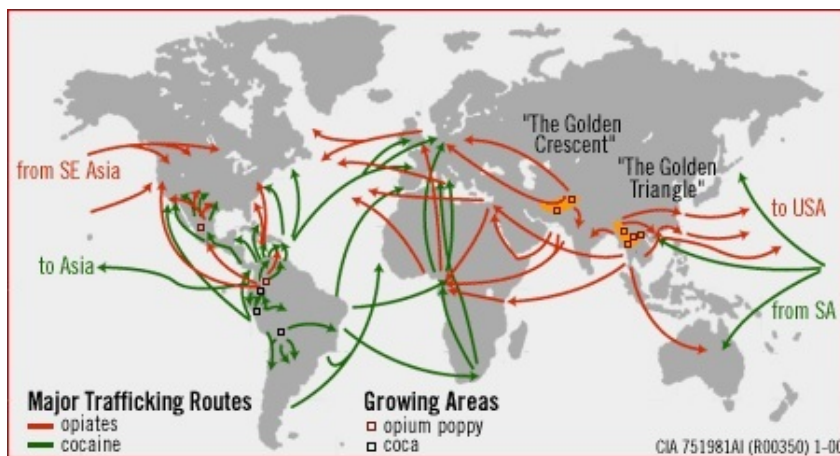 "The Golden
Crescent"
"The Golden
Triangle"
from SE Asia
to USA
to Asia
from SA
Major Trafficking Routes
opiates
cocaine
Growing Areas
opium poppy
coca
CIA 751981AI (R00350) 1-00